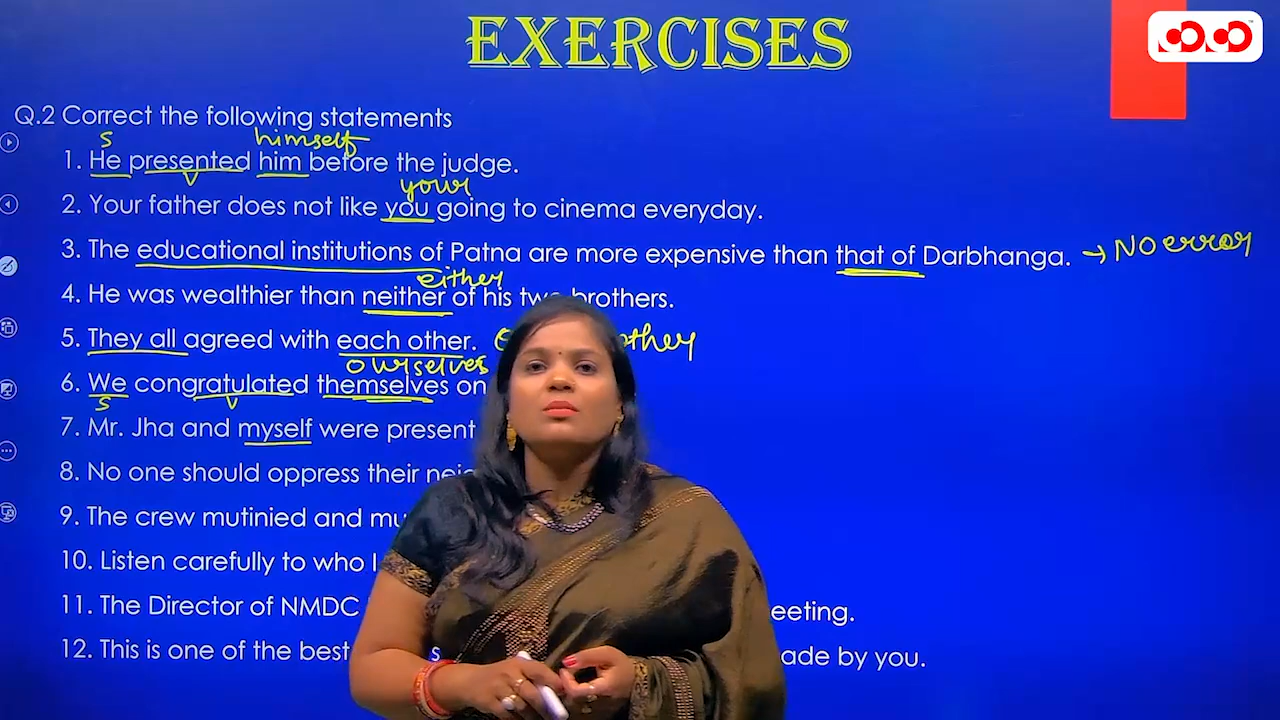 EXERCISES
Q.2 Correct the following statements
S
himself
1. He presented him before the judge.
V
your
2. Your father does not like you going to cinema everyday.
3. The educational institutions of Patna are more expensive than that of Darbhanga. → No error
either
4. He was wealthier than neither of his two brothers.
5. They all agreed with each other. other
ourselves
6. We congratulated themselves on
S
V
7. Mr. Jha and myself were present
8. No one should oppress their
9. The crew mutinied and
10. Listen carefully to who I
11. The Director of NMDC eeting.
12. This is one of the best s ade by you.